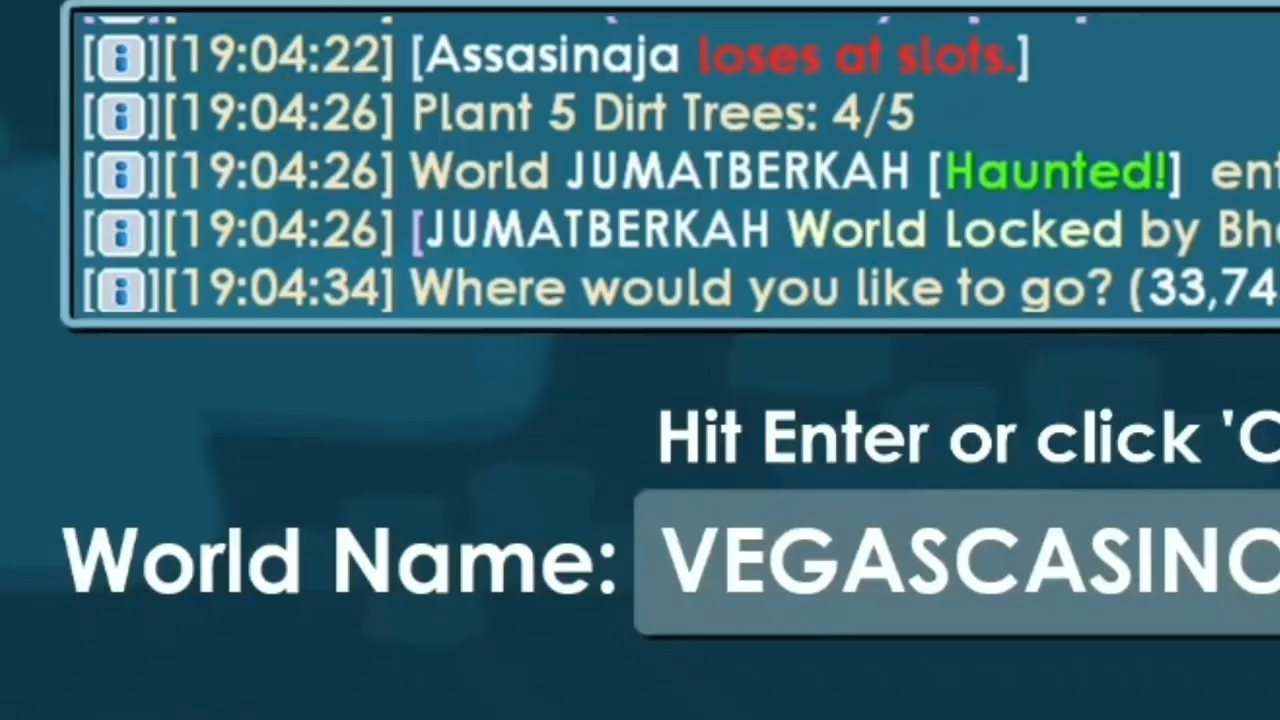 [i][19:04:22] [Assasinaja loses at slots.]
[i][19:04:26] Plant 5 Dirt Trees: 4/5
[i][19:04:26] World JUMATBERKAH [Haunted!] ent
[i][19:04:26] [JUMATBERKAH World Locked by Bh
[i][19:04:34] Where would you like to go? (33,74
Hit Enter or click '
World Name: VEGASCASINO